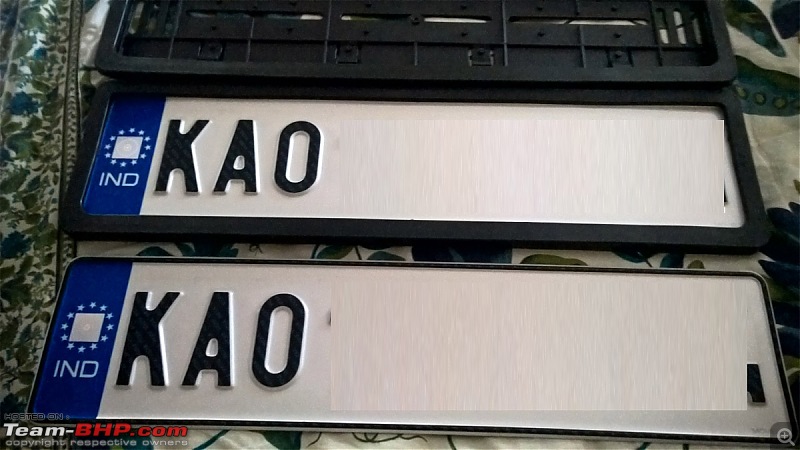 KAO
IND
KAO
IND
HOSTED ON :
Team-BHP.com
copyright respective owners